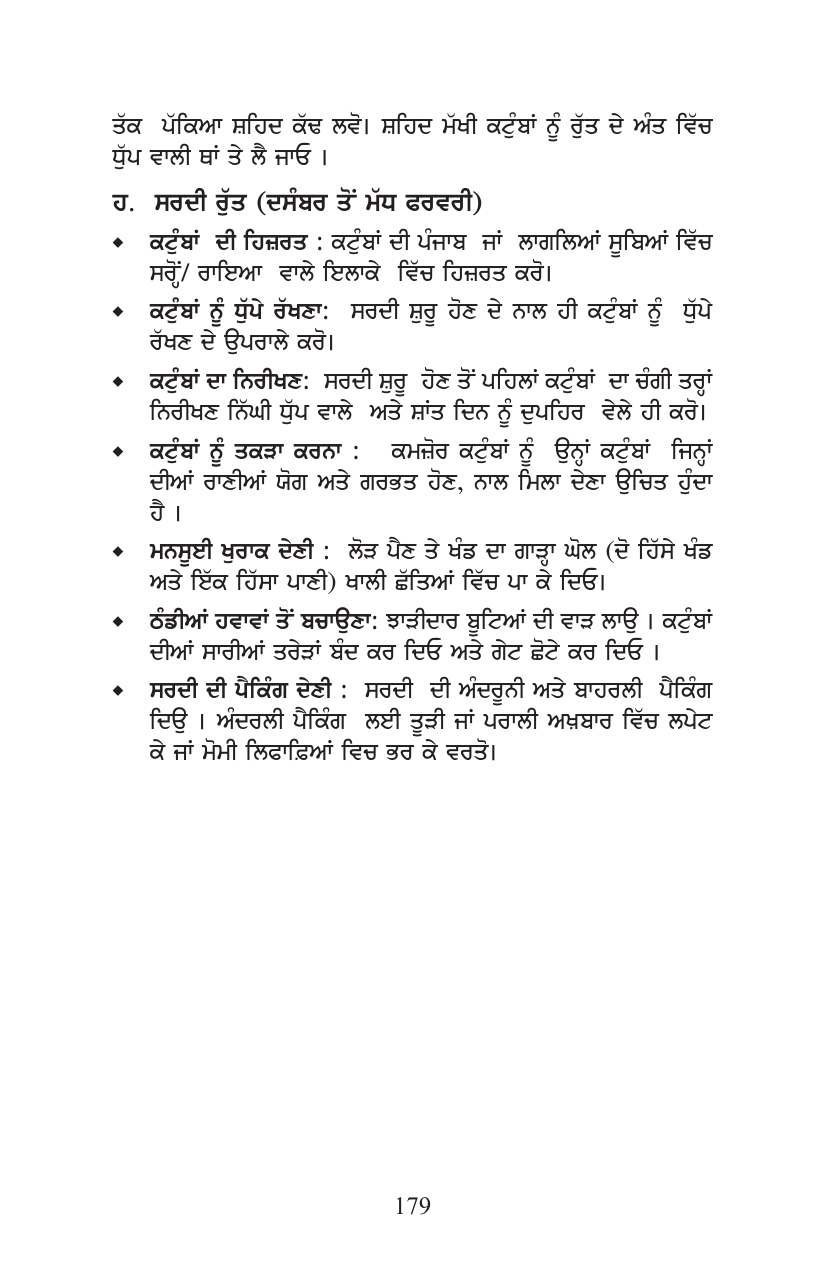 ਤੱਕ ਪੱਕਿਆ ਸ਼ਹਿਦ ਕੱਢ ਲਵੋ। ਸ਼ਹਿਦ ਮੱਖੀ ਕਟੁੰਬਾਂ ਨੂੰ ਰੁੱਤ ਦੇ ਅੰਤ ਵਿੱਚ
ਧੁੱਪ ਵਾਲੀ ਥਾਂ ਤੇ ਲੈ ਜਾਓ ।
ਹ. ਸਰਦੀ ਰੁੱਤ (ਦਸੰਬਰ ਤੋਂ ਮੱਧ ਫਰਵਰੀ)
◆ ਕਟੁੰਬਾਂ ਦੀ ਹਿਜ਼ਰਤ : ਕਟੁੰਬਾਂ ਦੀ ਪੰਜਾਬ ਜਾਂ ਲਾਗਲਿਆਂ ਸੂਬਿਆਂ ਵਿੱਚ
ਸਰ੍ਹੋਂ/ ਰਾਇਆ ਵਾਲੇ ਇਲਾਕੇ ਵਿੱਚ ਹਿਜ਼ਰਤ ਕਰੋ।
◆ ਕਟੁੰਬਾਂ ਨੂੰ ਧੁੱਪੇ ਰੱਖਣਾ: ਸਰਦੀ ਸ਼ੁਰੂ ਹੋਣ ਦੇ ਨਾਲ ਹੀ ਕਟੁੰਬਾਂ ਨੂੰ ਧੁੱਪੇ
ਰੱਖਣ ਦੇ ਉਪਰਾਲੇ ਕਰੋ।
◆ ਕਟੁੰਬਾਂ ਦਾ ਨਿਰੀਖਣ: ਸਰਦੀ ਸ਼ੁਰੂ ਹੋਣ ਤੋਂ ਪਹਿਲਾਂ ਕਟੁੰਬਾਂ ਦਾ ਚੰਗੀ ਤਰ੍ਹਾਂ
ਨਿਰੀਖਣ ਨਿੱਘੀ ਧੁੱਪ ਵਾਲੇ ਅਤੇ ਸ਼ਾਂਤ ਦਿਨ ਨੂੰ ਦੁਪਹਿਰ ਵੇਲੇ ਹੀ ਕਰੋ।
◆ ਕਟੁੰਬਾਂ ਨੂੰ ਤਕੜਾ ਕਰਨਾ : ਕਮਜ਼ੋਰ ਕਟੁੰਬਾਂ ਨੂੰ ਉਨ੍ਹਾਂ ਕਟੁੰਬਾਂ ਜਿਨ੍ਹਾਂ
ਦੀਆਂ ਰਾਣੀਆਂ ਯੋਗ ਅਤੇ ਗਰਭਤ ਹੋਣ, ਨਾਲ ਮਿਲਾ ਦੇਣਾ ਉਚਿਤ ਹੁੰਦਾ
ਹੈ ।
◆ ਮਨਸੂਈ ਖੁਰਾਕ ਦੇਣੀ : ਲੋੜ ਪੈਣ ਤੇ ਖੰਡ ਦਾ ਗਾੜ੍ਹਾ ਘੋਲ (ਦੋ ਹਿੱਸੇ ਖੰਡ
ਅਤੇ ਇੱਕ ਹਿੱਸਾ ਪਾਣੀ) ਖਾਲੀ ਛੱਤਿਆਂ ਵਿੱਚ ਪਾ ਕੇ ਦਿਓ।
◆ ਠੰਡੀਆਂ ਹਵਾਵਾਂ ਤੋਂ ਬਚਾਉਣਾ: ਝਾੜੀਦਾਰ ਬੂਟਿਆਂ ਦੀ ਵਾੜ ਲਾਉ । ਕਟੁੰਬਾਂ
ਦੀਆਂ ਸਾਰੀਆਂ ਤਰੇੜਾਂ ਬੰਦ ਕਰ ਦਿਓ ਅਤੇ ਗੇਟ ਛੋਟੇ ਕਰ ਦਿਓ ।
◆ ਸਰਦੀ ਦੀ ਪੈਕਿੰਗ ਦੇਣੀ : ਸਰਦੀ ਦੀ ਅੰਦਰੂਨੀ ਅਤੇ ਬਾਹਰਲੀ ਪੈਕਿੰਗ
ਦਿਉ । ਅੰਦਰਲੀ ਪੈਕਿੰਗ ਲਈ ਤੂੜੀ ਜਾਂ ਪਰਾਲੀ ਅਖ਼ਬਾਰ ਵਿੱਚ ਲਪੇਟ
ਕੇ ਜਾਂ ਮੋਮੀ ਲਿਫਾਫ਼ਿਆਂ ਵਿਚ ਭਰ ਕੇ ਵਰਤੋ।
179